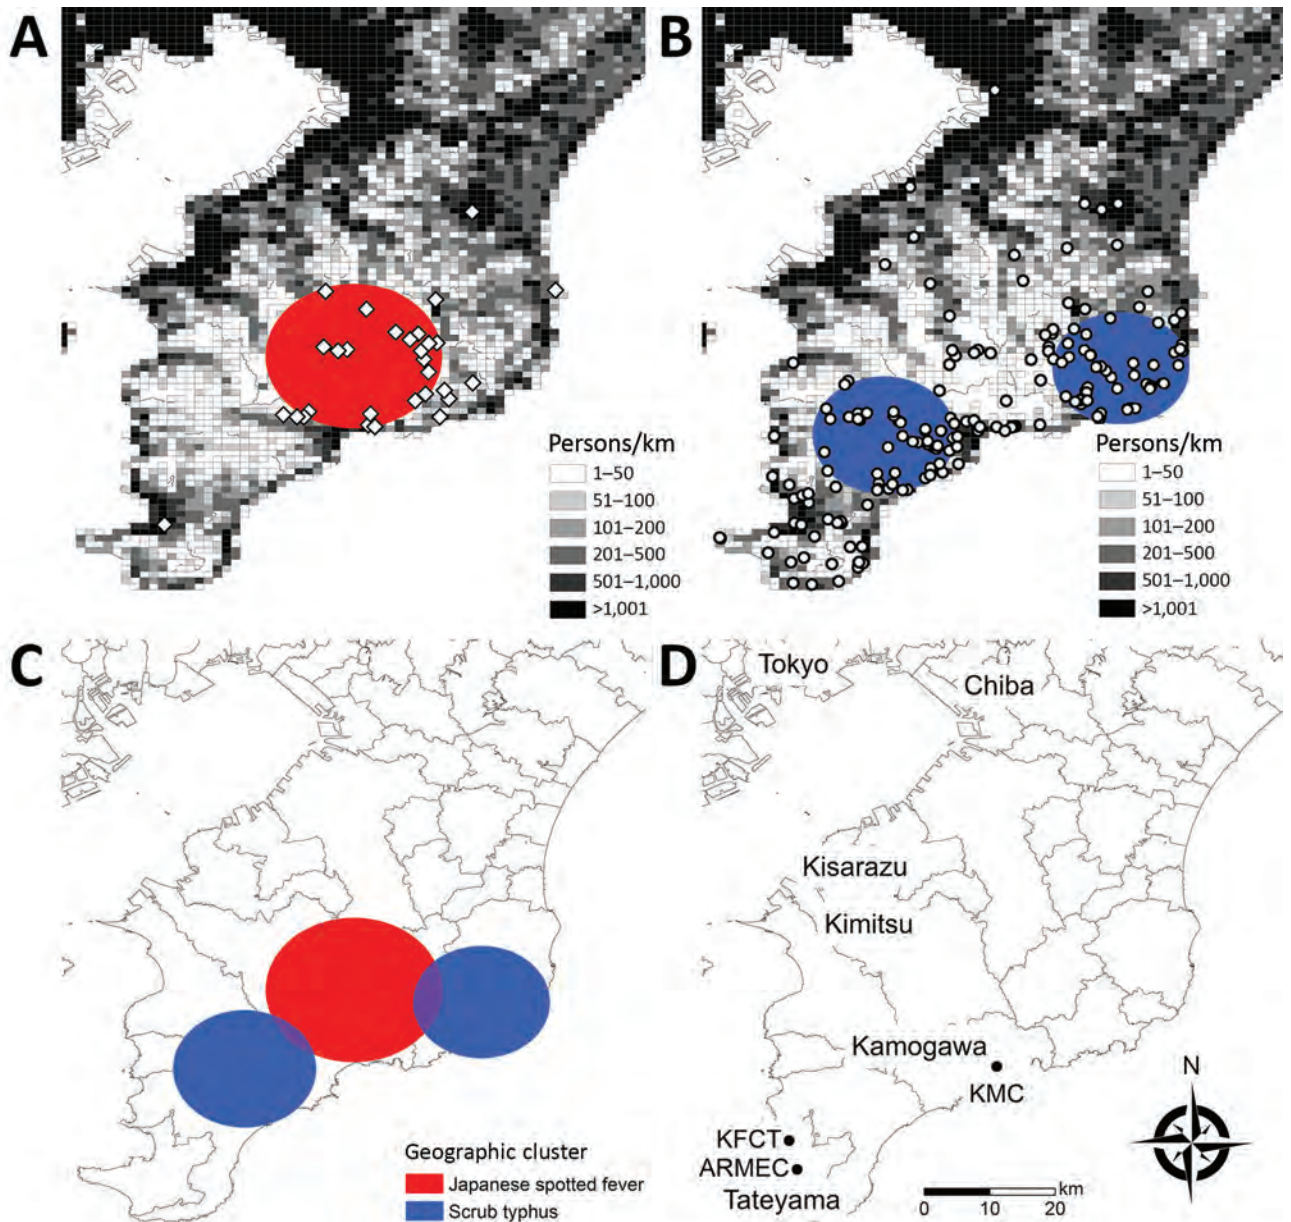 A
Persons/km
1–50
51–100
101–200
201–500
501–1,000
>1,001
B
Persons/km
1–50
51–100
101–200
201–500
501–1,000
>1,001
C
Geographic cluster
Japanese spotted fever
Scrub typhus
D
Tokyo
Chiba
Kisarazu
Kimitsu
Kamogawa
KMC
KFCT
ARMEC
Tateyama
N
km
0 10 20